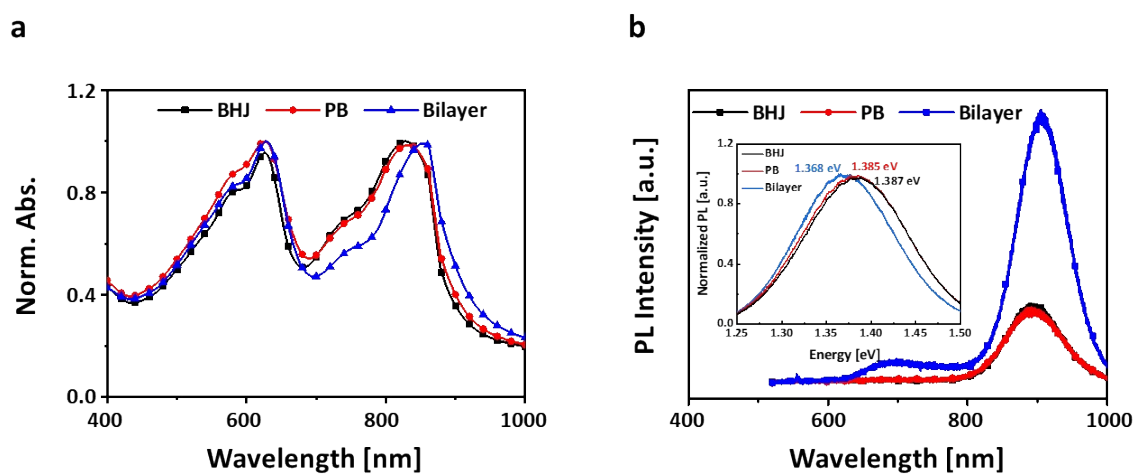 a
Norm. Abs.
1.2
0.8
0.4
0.0
BHJ PB Bilayer
400 600 800 1000
Wavelength [nm]
b
PL Intensity [a.u.]
BHJ PB Bilayer
Normalized PL [a.u.]
1.2
0.9
0.6
0.4
0.0
BHJ
PB
Bilayer
1.368 eV
1.385 eV
1.387 eV
1.25 1.30 1.35 1.40 1.45 1.50
Energy [eV]
400 600 800 1000
Wavelength [nm]